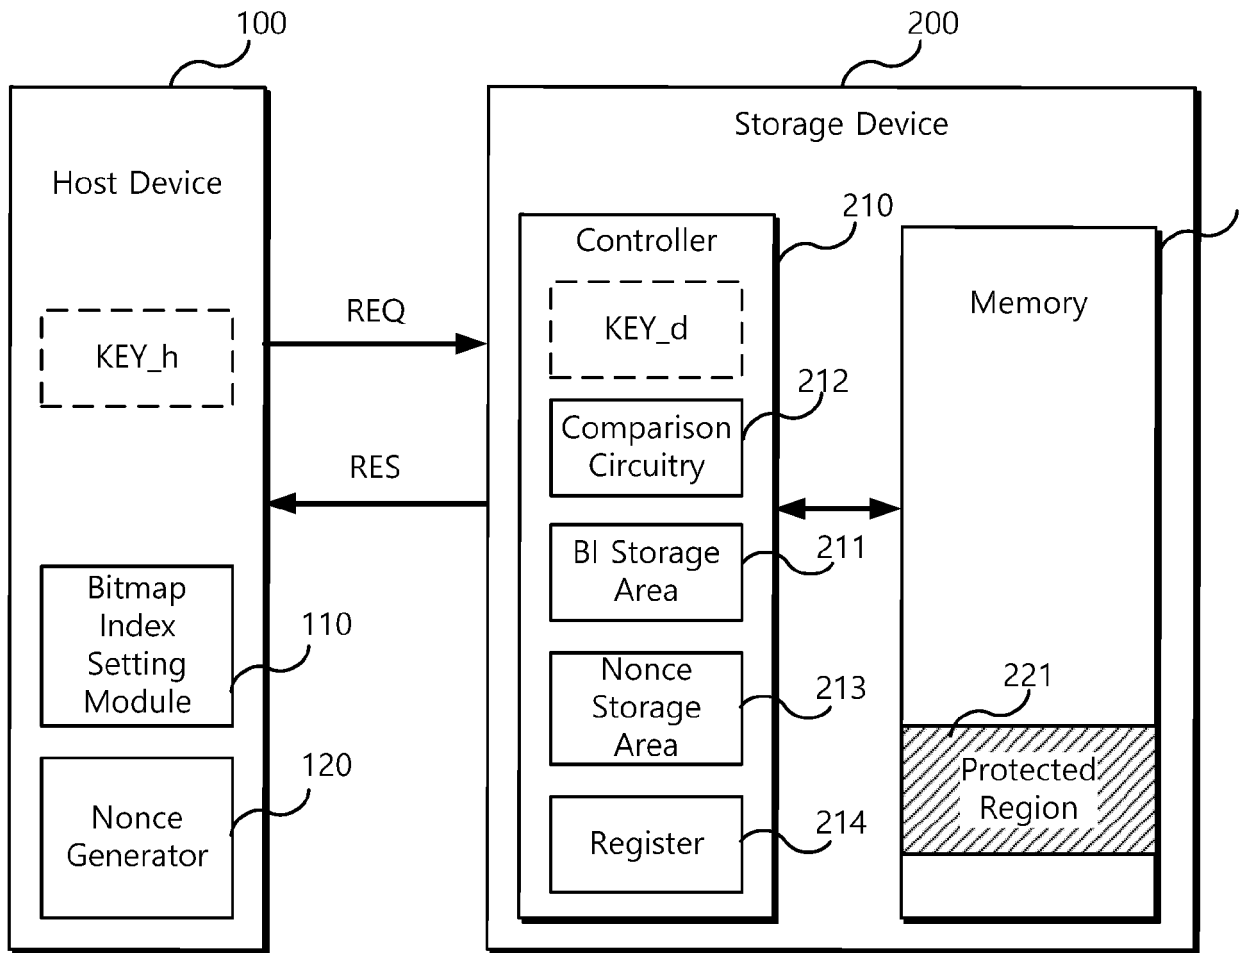 100
200
Storage Device
Host Device
210
Controller
KEY_h
REQ
KEY_d
Memory
212
Comparison
Circuitry
RES
BI Storage
Area
211
Bitmap
Index
Setting
Module
110
Nonce
Storage
Area
213
221
Protected
Region
120
Nonce
Generator
Register
214